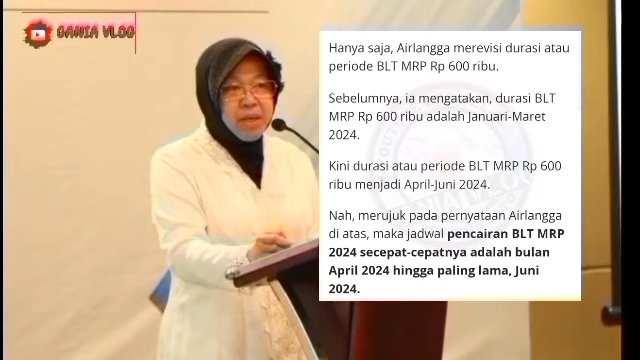 GANIA VLOG
Hanya saja, Airlangga merevisi durasi atau
periode BLT MRP Rp 600 ribu.
Sebelumnya, ia mengatakan, durasi BLT
MRP Rp 600 ribu adalah Januari-Maret
2024.
Kini durasi atau periode BLT MRP Rp 600
ribu menjadi April-Juni 2024.
Nah, merujuk pada pernyataan Airlangga
di atas, maka jadwal pencairan BLT MRP
2024 secepat-cepatnya adalah bulan
April 2024 hingga paling lama, Juni
2024.